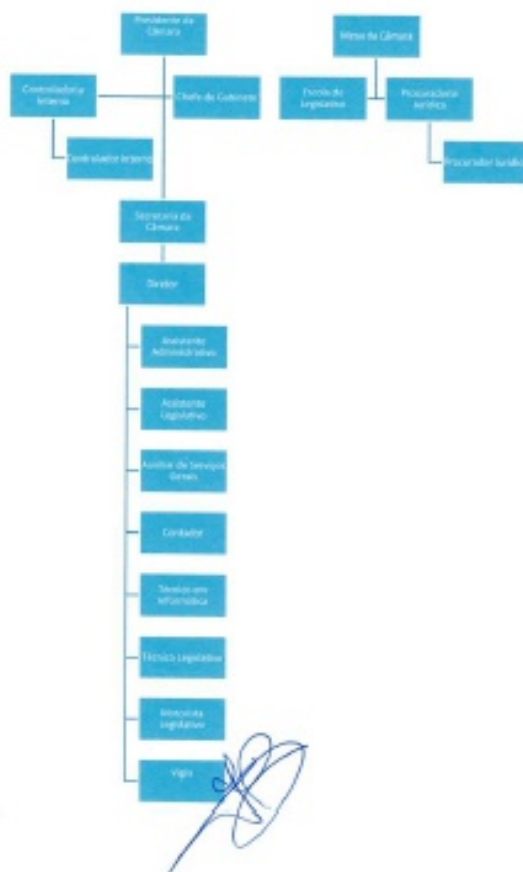 Presidente da
Câmara
Mesa da Câmara
Controladoria
Interna
Chefe de Gabinete
Escola do
Legislativo
Procuradoria
Jurídica
Controlador Interno
Procurador Jurídico
Secretaria da
Câmara
Diretor
Assistente
Administrativo
Assistente
Legislativo
Auxiliar de Serviços
Gerais
Contador
Técnico em
Informática
Técnico Legislativo
Motorista
Legislativo
Vigia